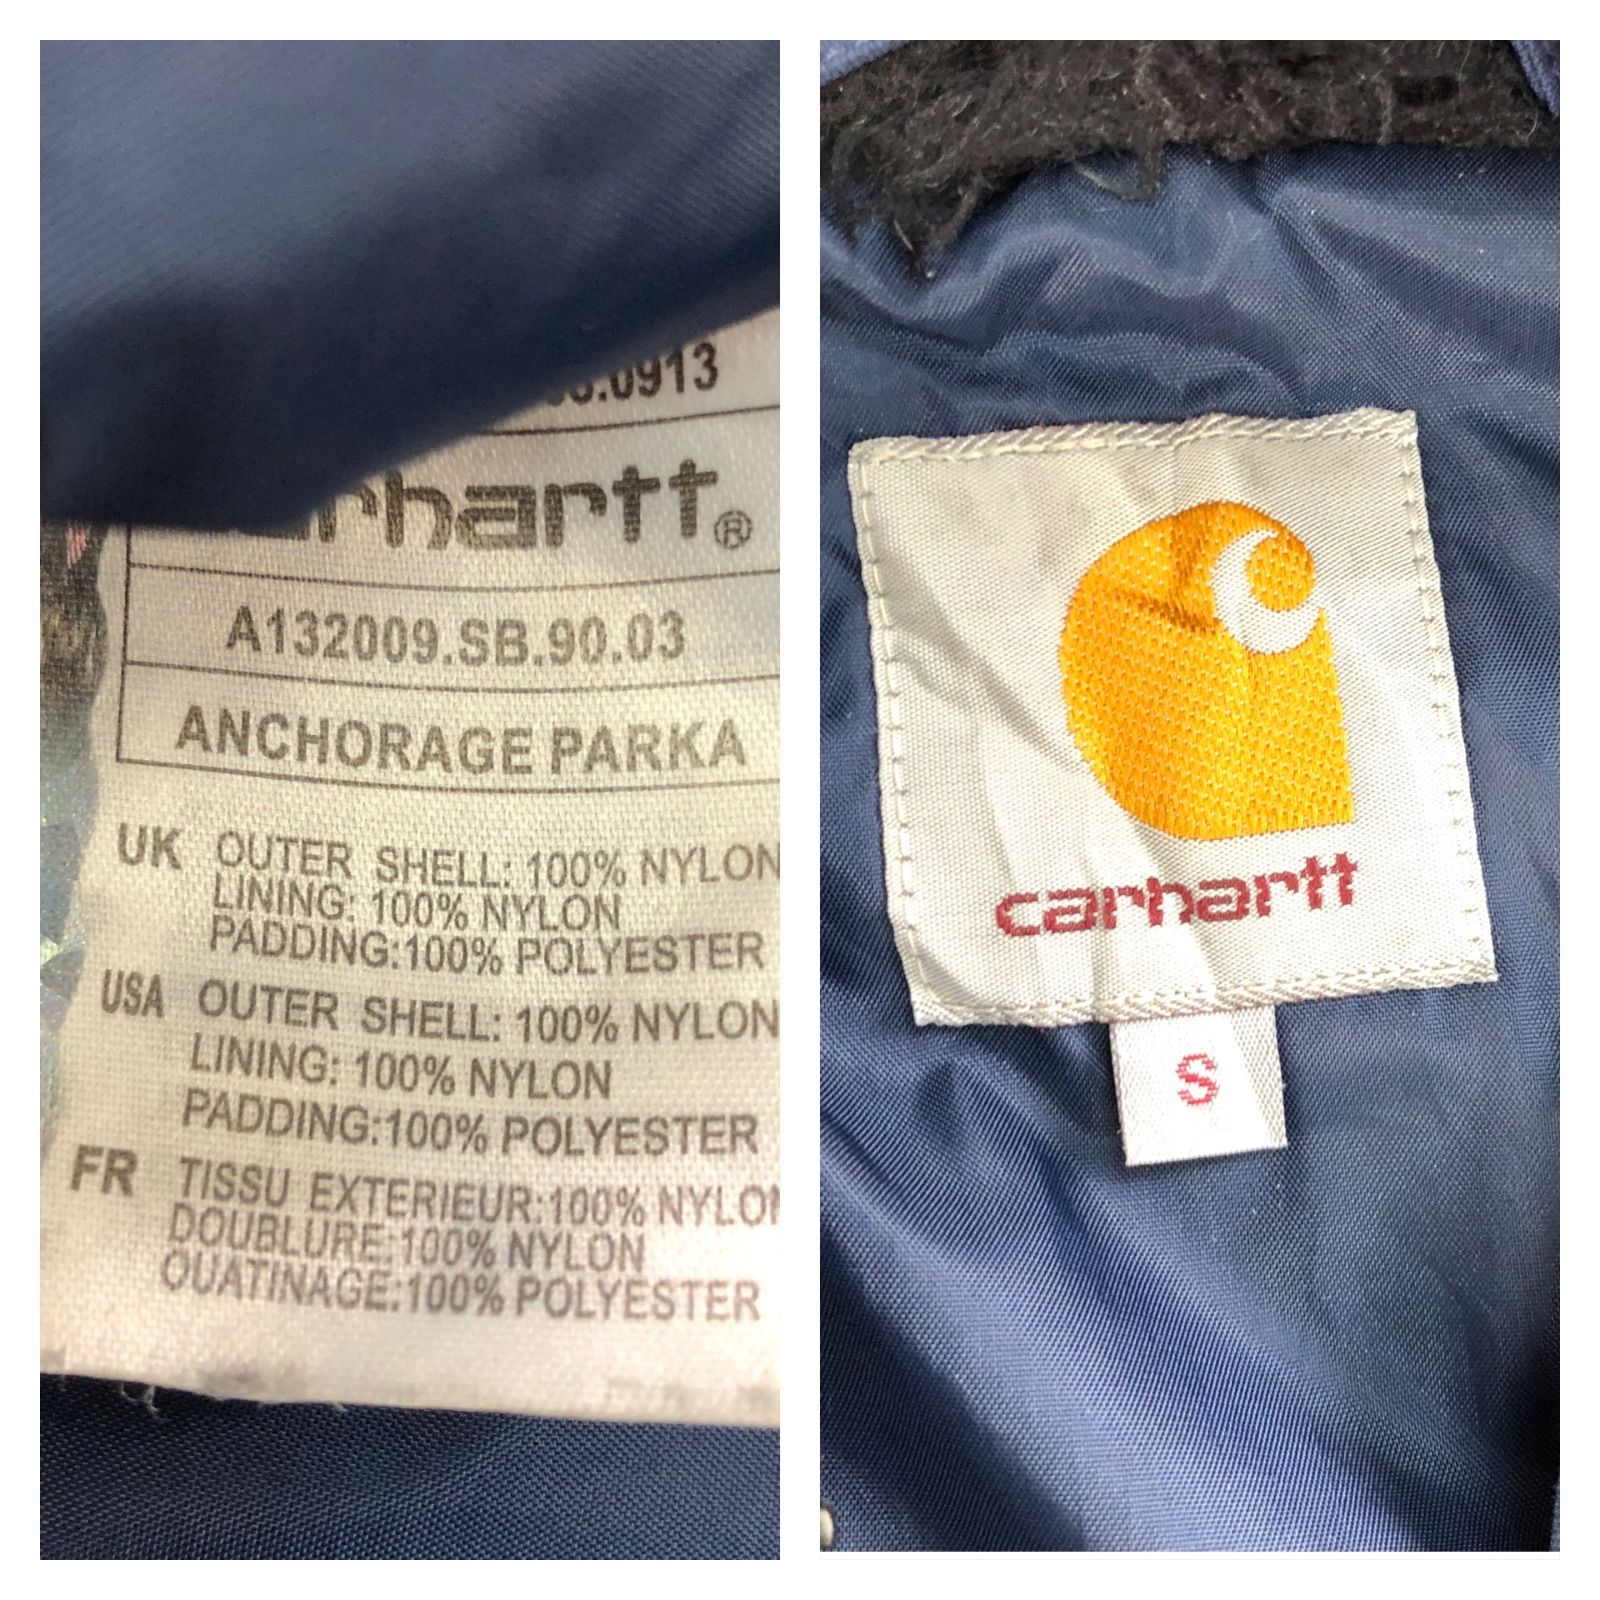 .0913
carhartt®
A132009.SB.90.03
ANCHORAGE PARKA
UK OUTER SHELL: 100% NYLON
LINING: 100% NYLON
PADDING:100% POLYESTER
USA OUTER SHELL: 100% NYLON
LINING: 100% NYLON
PADDING:100% POLYESTER
FR TISSU EXTERIEUR:100% NYLON
DOUBLURE:100% NYLON
OUATINAGE:100% POLYESTER
carhartt
S